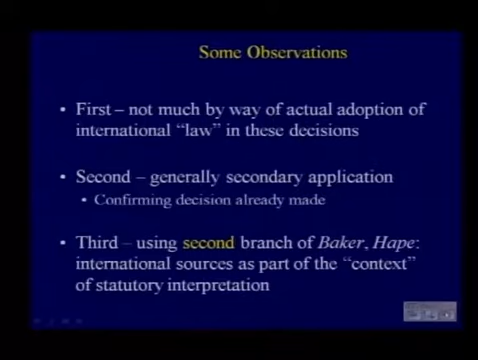 Some Observations
• First – not much by way of actual adoption of
international “law” in these decisions
• Second – generally secondary application
• Confirming decision already made
• Third – using second branch of Baker, Hape:
international sources as part of the “context”
of statutory interpretation